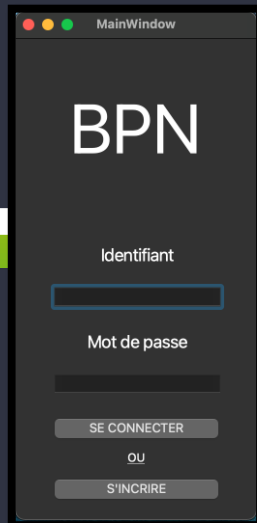 MainWindow
BPN
Identifiant
Mot de passe
SE CONNECTER
OU
S'INCRIRE